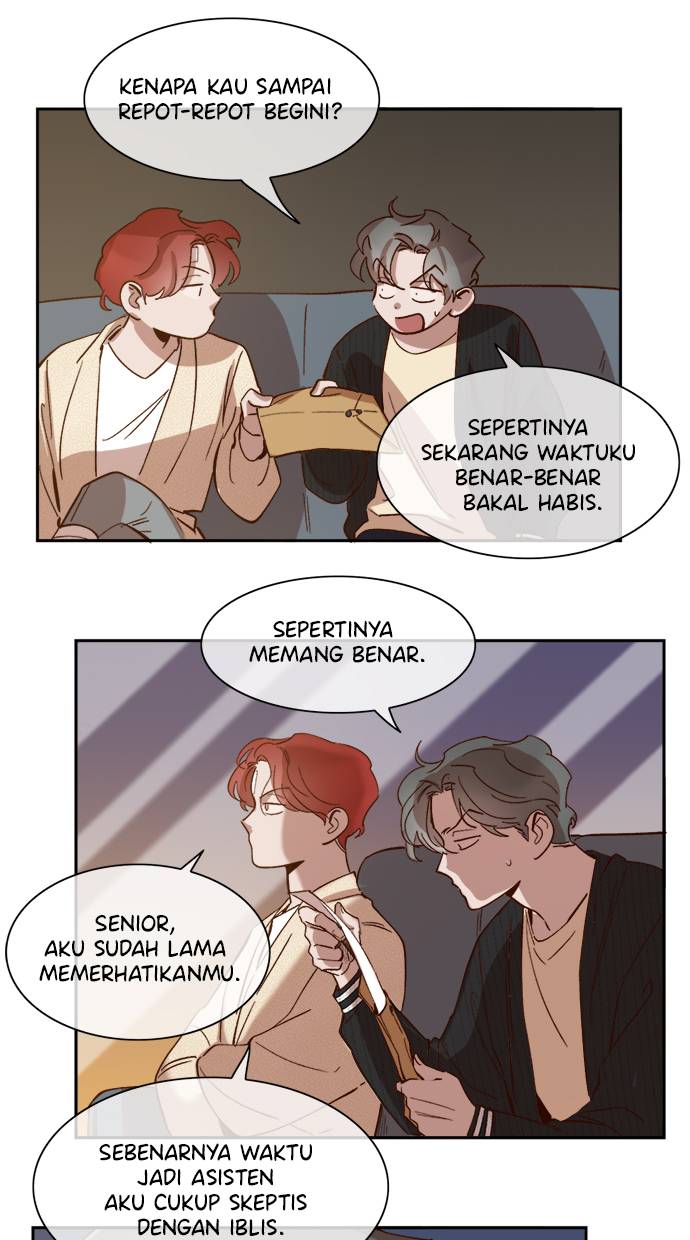 KENAPA KAU SAMPAI
REPOT-REPOT BEGINI?
SEPERTINYA
SEKARANG WAKTUKU
BENAR-BENAR
BAKAL HABIS.
SEPERTINYA
MEMANG BENAR.
SENIOR,
AKU SUDAH LAMA
MEMERHATIKANMU.
SEBENARNYA WAKTU
JADI ASISTEN
AKU CUKUP SKEPTIS
DENGAN IBLIS.